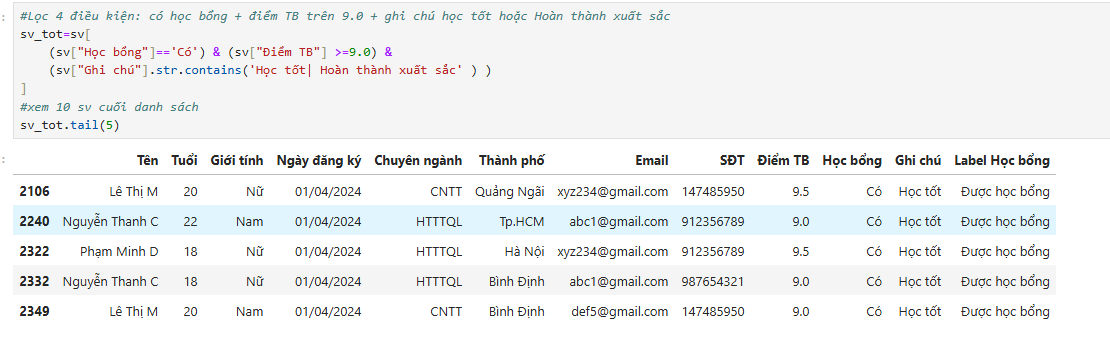 #Lọc 4 điều kiện: có học bổng + điểm TB trên 9.0 + ghi chú học tốt hoặc Hoàn thành xuất sắc
sv_tot=sv[
(sv["Học bổng"]=='Có') & (sv["Điểm TB"] >=9.0) &
(sv["Ghi chú"].str.contains('Học tốt| Hoàn thành xuất sắc' ) )
]
#xem 10 sv cuối danh sách
sv_tot.tail(5)
Tên Tuổi Giới tính Ngày đăng ký Chuyên ngành Thành phố Email SĐT Điểm TB Học bổng Ghi chú Label Học bổng
2106 Lê Thị M 20 Nữ 01/04/2024 CNTT Quảng Ngãi xyz234@gmail.com 147485950 9.5 Có Học tốt Được học bổng
2240 Nguyễn Thanh C 22 Nam 01/04/2024 HTTTQL Tp.HCM abc1@gmail.com 912356789 9.0 Có Học tốt Được học bổng
2322 Phạm Minh D 18 Nữ 01/04/2024 HTTTQL Hà Nội xyz234@gmail.com 912356789 9.5 Có Học tốt Được học bổng
2332 Nguyễn Thanh C 18 Nữ 01/04/2024 HTTTQL Bình Định abc1@gmail.com 987654321 9.0 Có Học tốt Được học bổng
2349 Lê Thị M 20 Nam 01/04/2024 CNTT Bình Định def5@gmail.com 147485950 9.0 Có Học tốt Được học bổng